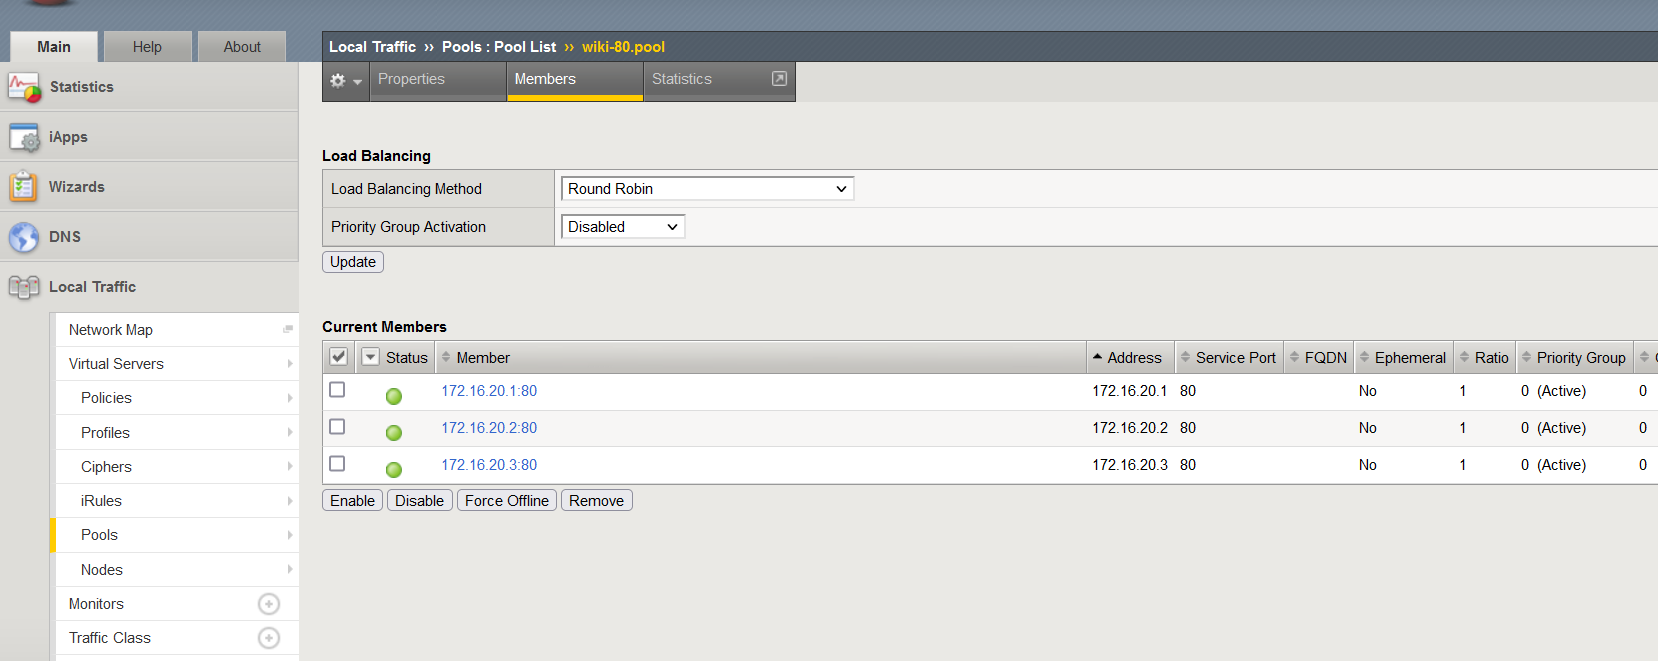 Main Help About
Local Traffic ›› Pools : Pool List ›› wiki-80.pool
Properties Members Statistics
Statistics
iApps
Wizards
DNS
Local Traffic
Network Map
Virtual Servers
Policies
Profiles
Ciphers
iRules
Pools
Nodes
Monitors
Traffic Class
Load Balancing
Load Balancing Method Round Robin
Priority Group Activation Disabled
Update
Current Members
Status Member Address Service Port FQDN Ephemeral Ratio Priority Group
172.16.20.1:80 172.16.20.1 80 No 1 0 (Active) 0
172.16.20.2:80 172.16.20.2 80 No 1 0 (Active) 0
172.16.20.3:80 172.16.20.3 80 No 1 0 (Active) 0
Enable Disable Force Offline Remove